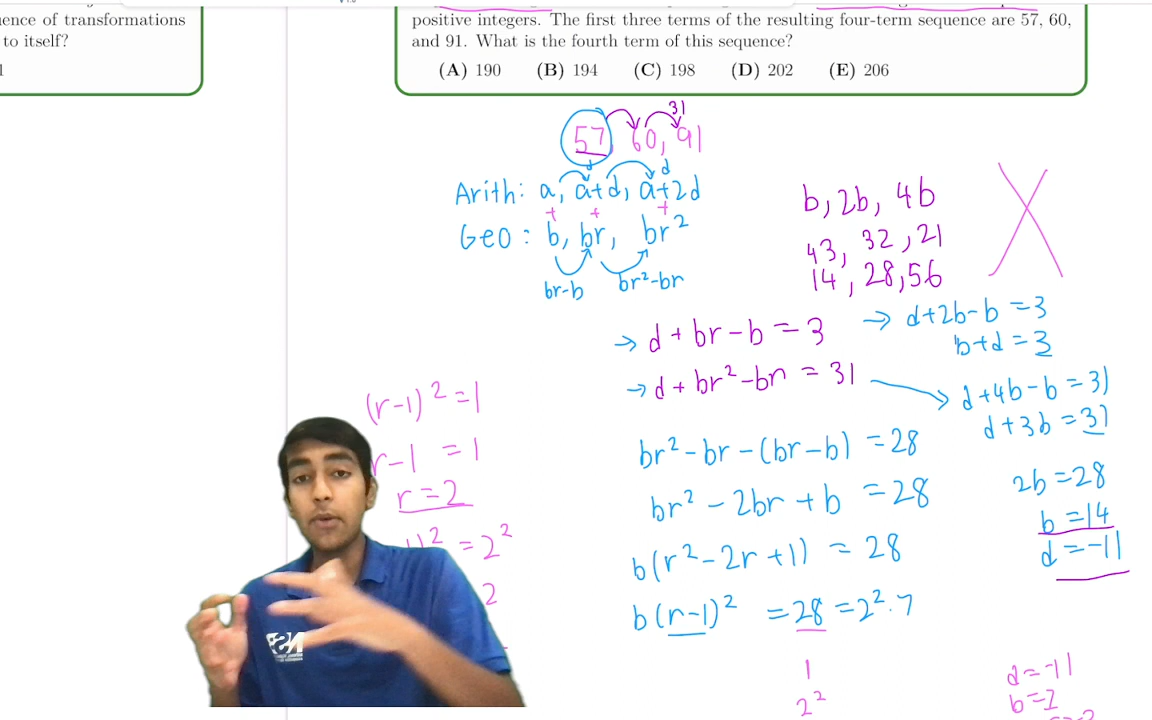 ence of transformations
to itself?
positive integers. The first three terms of the resulting four-term sequence are 57, 60,
and 91. What is the fourth term of this sequence?
(A) 190 (B) 194 (C) 198 (D) 202 (E) 206
31
57 60, 91
d d
Arith: a, a+d, a+2d
+ + +
Geo: b, br, br²
br-b br²-br
b, 2b, 4b
43, 32, 21
14, 28, 56
→ d+br-b = 3
→ d+br²-br = 31
→ d+2b-b = 3
b+d = 3
d+4b-b = 31
d+3b = 31
2b = 28
b = 14
d = -11
br²-br-(br-b) = 28
br²-2br+b = 28
b(r²-2r+1) = 28
b(r-1)² = 28 = 2²·7
1
2²
(r-1)² = 1
r-1 = 1
r = 2
² = 2²
2
d = -11